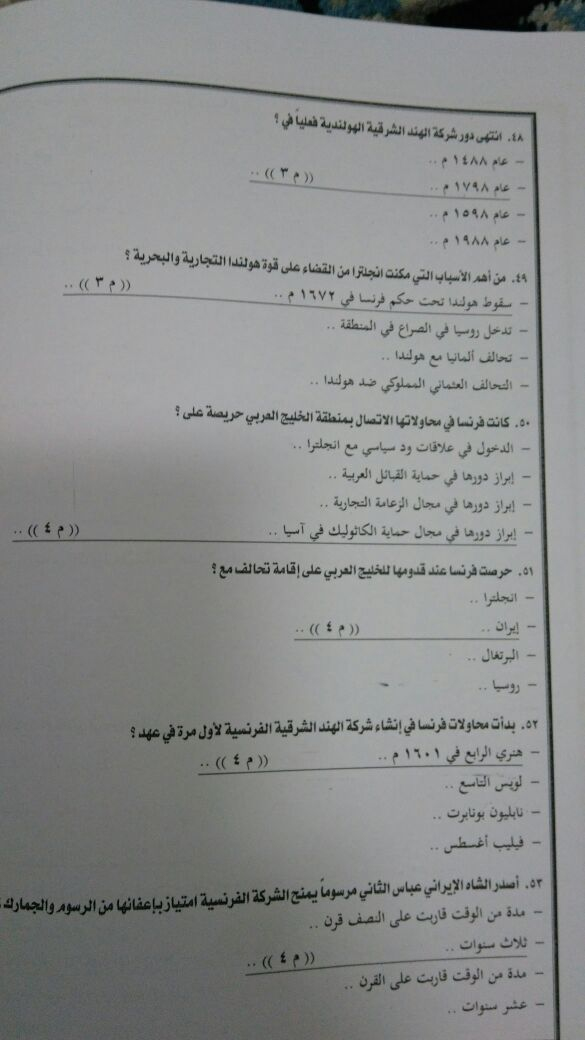 ٤٨. انتهى دور شركة الهند الشرقية الهولندية فعلياً في ؟
– عام ١٤٨٨ م ..
– عام ١٧٩٨ م .. (( م ٣ )) ..
– عام ١٥٩٨ م ..
– عام ١٩٨٨ م ..
٤٩. من أهم الأسباب التي مكنت انجلترا من القضاء على قوة هولندا التجارية والبحرية ؟
– سقوط هولندا تحت حكم فرنسا في ١٦٧٢ م .. (( م ٣ )) ..
– تدخل روسيا في الصراع في المنطقة ..
– تحالف ألمانيا مع هولندا ..
– التحالف العثماني المملوكي ضد هولندا ..
٥٠. كانت فرنسا في محاولاتها الاتصال بمنطقة الخليج العربي حريصة على ؟
– الدخول في علاقات ود سياسي مع انجلترا ..
– إبراز دورها في حماية القبائل العربية ..
– إبراز دورها في مجال الزعامة التجارية ..
– إبراز دورها في مجال حماية الكاثوليك في آسيا .. (( م ٤ )) ..
٥١. حرصت فرنسا عند قدومها للخليج العربي على إقامة تحالف مع ؟
– انجلترا ..
– إيران .. (( م ٤ )) ..
– البرتغال ..
– روسيا ..
٥٢. بدأت محاولات فرنسا في إنشاء شركة الهند الشرقية الفرنسية لأول مرة في عهد ؟
– هنري الرابع في ١٦٠١ م .. (( م ٤ )) ..
– لويس التاسع ..
– نابليون بونابرت ..
– فيليب أغسطس ..
٥٣. أصدر الشاه الإيراني عباس الثاني مرسوماً يمنح الشركة الفرنسية امتياز بإعفائها من الرسوم والجمارك
– مدة من الوقت قاربت على النصف قرن ..
– ثلاث سنوات .. (( م ٤ )) ..
– مدة من الوقت قاربت على القرن ..
– عشر سنوات ..